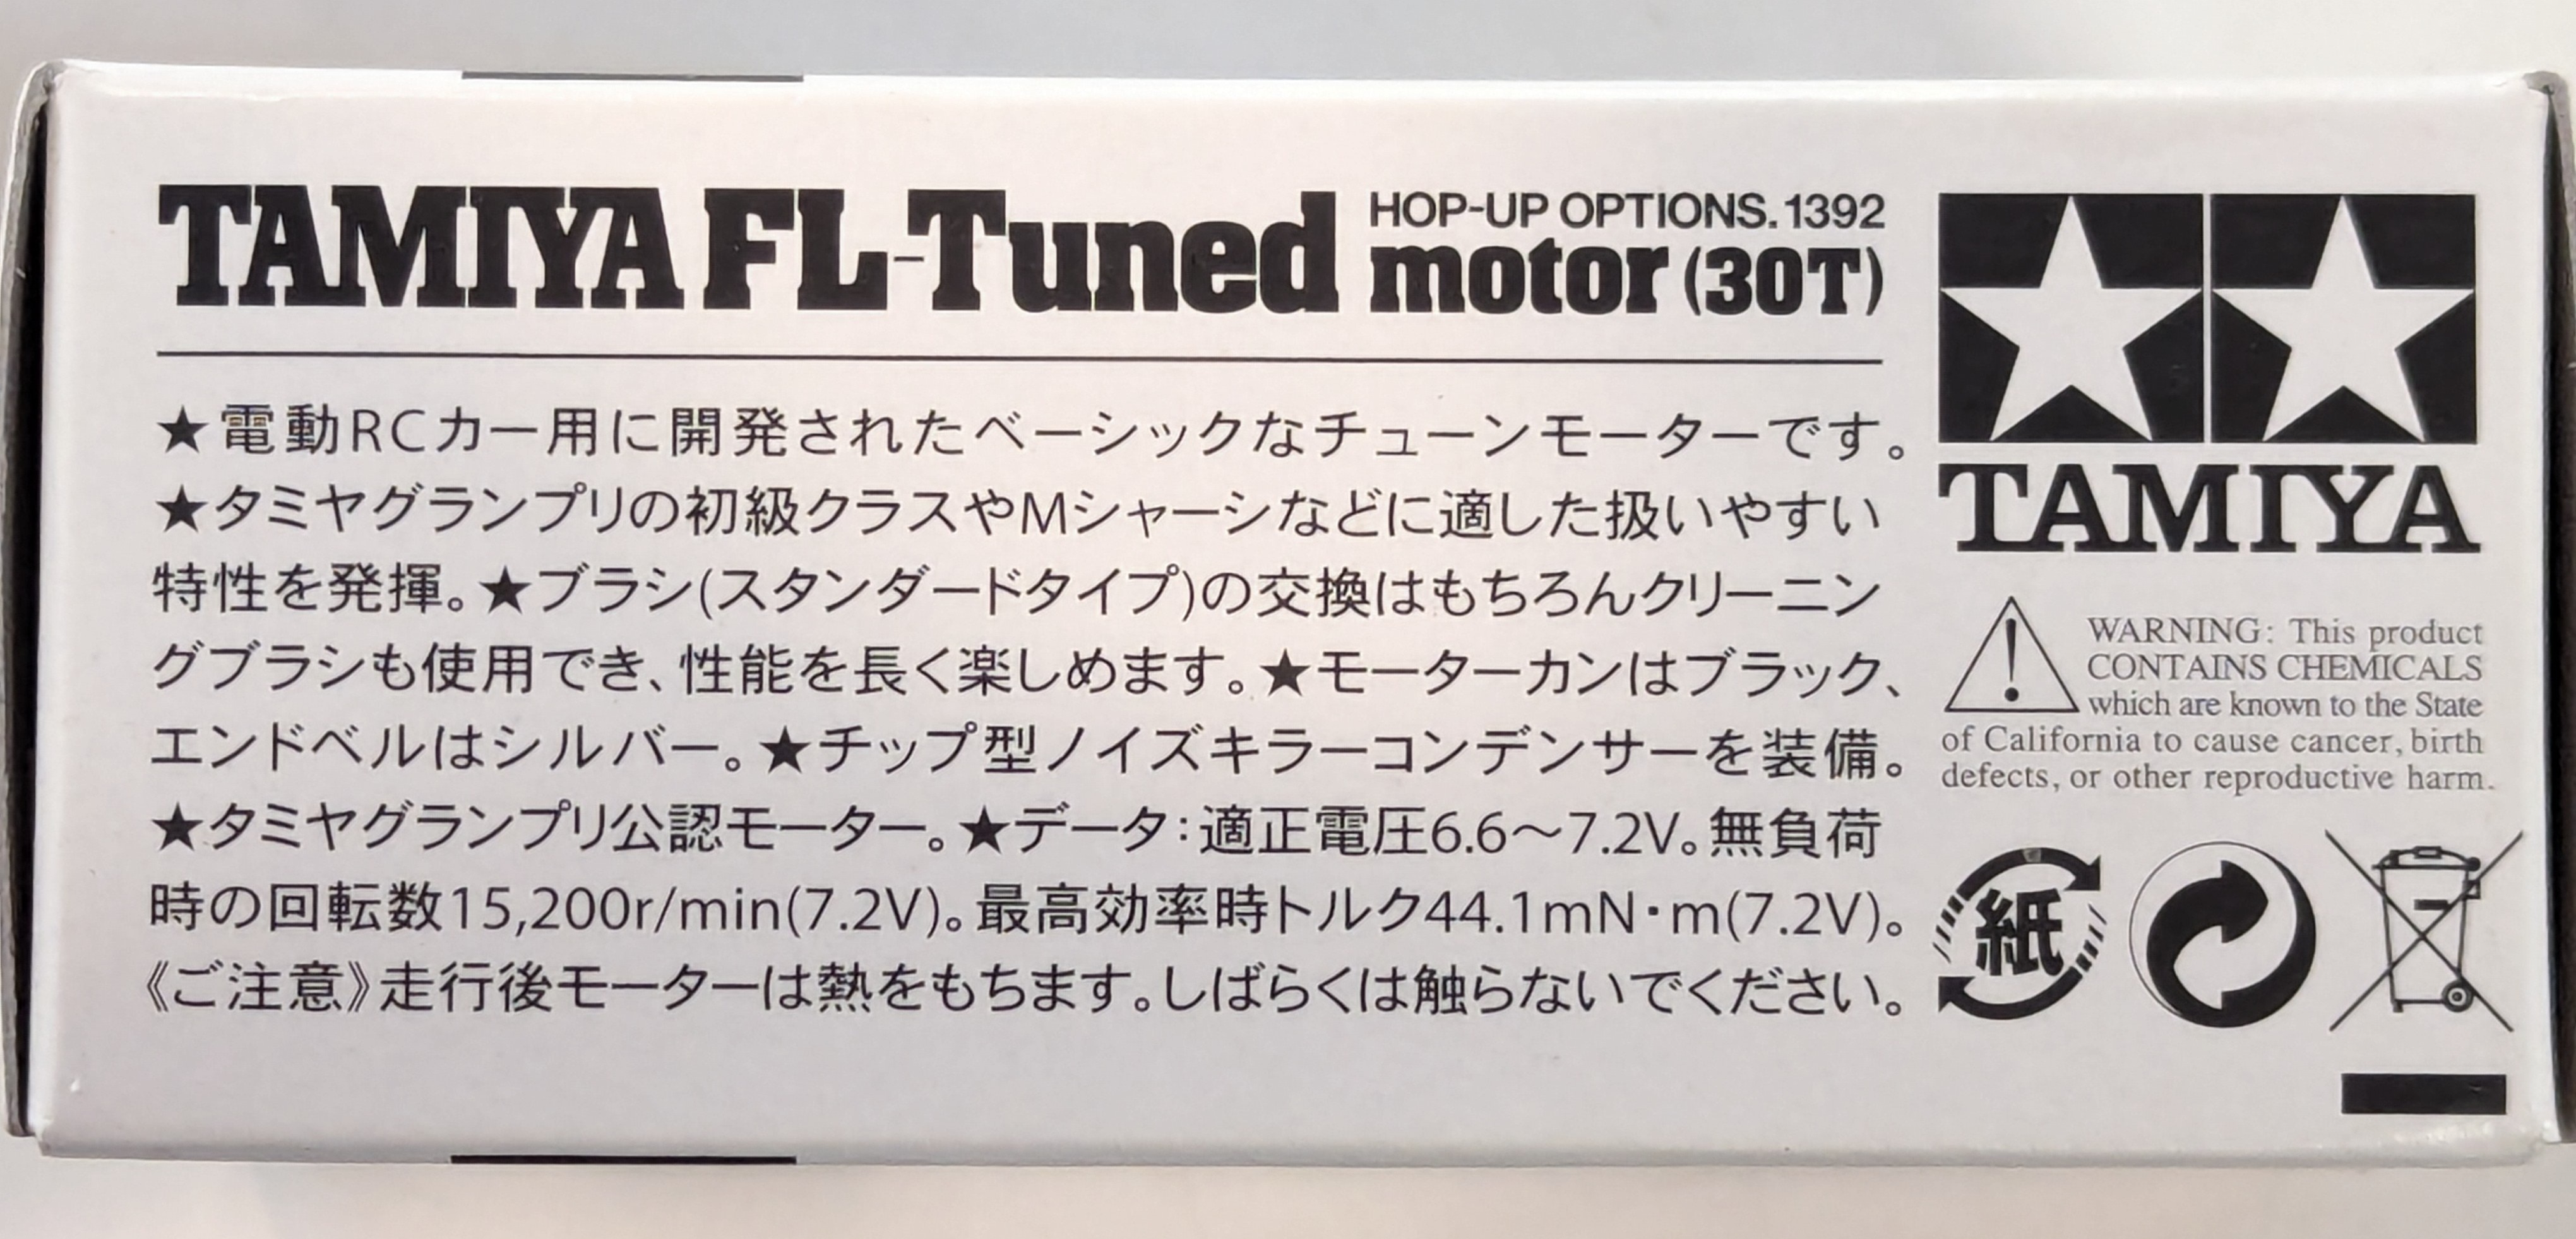 TAMIYA FL-Tuned
HOP-UP OPTIONS. 1392
motor (30T)
★電動RCカー用に開発されたベーシックなチューンモーターです。
★タミヤグランプリの初級クラスやMシャーシなどに適した扱いやすい
特性を発揮。★ブラシ(スタンダードタイプ)の交換はもちろんクリーニン
グブラシも使用でき、性能を長く楽しめます。★モーターカンはブラック、
エンドベルはシルバー。★チップ型ノイズキラーコンデンサーを装備。
★タミヤグランプリ公認モーター。★データ:適正電圧6.6〜7.2V。無負荷
時の回転数15,200r/min(7.2V)。最高効率時トルク44.1mN・m(7.2V)。
《ご注意》走行後モーターは熱をもちます。しばらくは触らないでください。
TAMIYA
WARNING: This product
CONTAINS CHEMICALS
which are known to the State
of California to cause cancer, birth
defects, or other reproductive harm.
紙